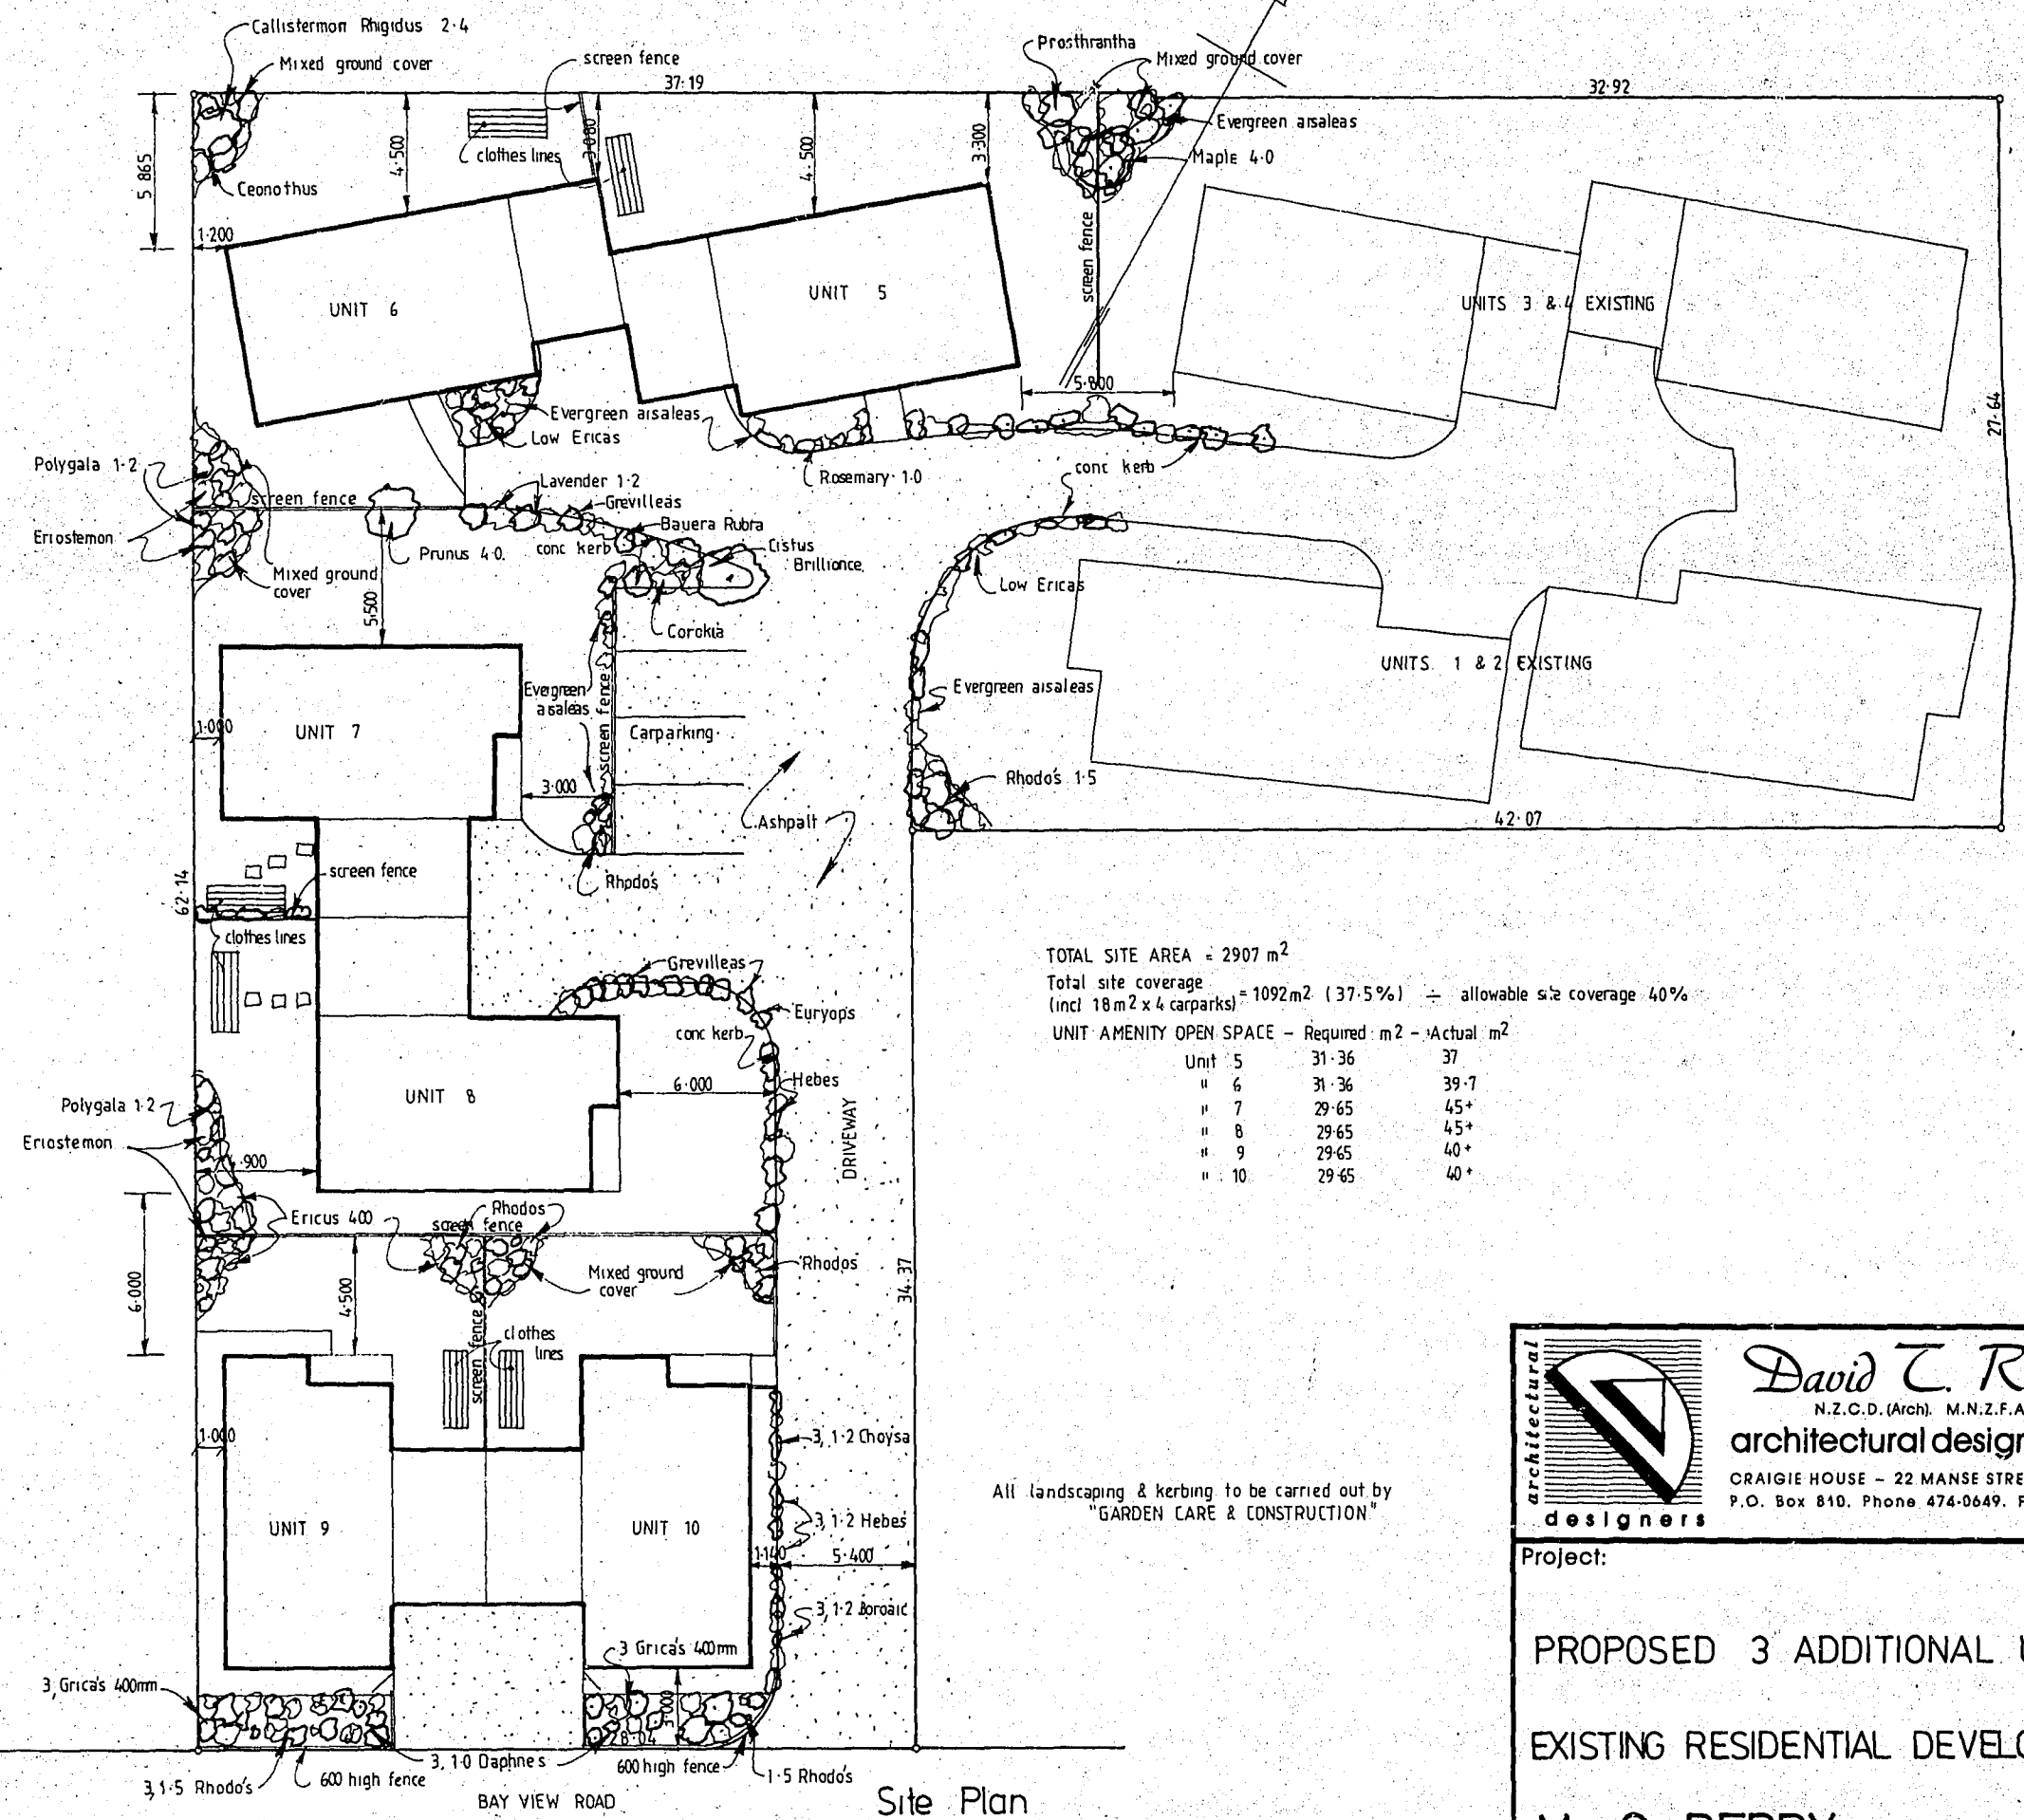 Callistermon Rhigidus 2·4
Mixed ground cover
screen fence
37·19
Prosthrantha
Mixed ground cover
32·92
Evergreen aisaleas
Maple 4·0
5 865
4·500
clothes lines
3·080
4·500
3·300
Ceonothus
1·200
screen fence
UNIT 6
UNIT 5
UNITS 3 & 4 EXISTING
5·800
27·64
Evergreen aisaleas
Low Ericas
Rosemary 1·0
conc kerb
Polygala 1·2
screen fence
Lavender 1·2
Grevilleas
Bauera Rubra
Eriostemon
Prunus 4·0.
conc kerb
Cistus
Brillionce
Mixed ground
cover
5·500
Low Ericas
Corokia
UNITS 1 & 2 EXISTING
Evergreen
aisaleas
screen fence
Evergreen aisaleas
1·000
UNIT 7
Carparking
3·000
Rhodo's 1·5
Ashpalt
42·07
62·14
screen fence
Rhodo's
clothes lines
TOTAL SITE AREA = 2907 m2
Total site coverage
(incl 18m2 x 4 carparks) = 1092m2 (37.5%) ÷ allowable site coverage 40%
UNIT AMENITY OPEN SPACE - Required m2 - Actual m2
Unit 5 31·36 37
" 6 31·36 39·7
" 7 29·65 45+
" 8 29·65 45+
" 9 29·65 40+
" 10 29·65 40+
Grevilleas
Euryops
conc kerb
Hebes
UNIT 8
6·000
DRIVEWAY
Polygala 1·2
Eriostemon
·900
Ericus 400
Rhodos
screen fence
Rhodos
Mixed ground
cover
6·000
4·500
34·37
screen fence
clothes
lines
1·000
3, 1·2 Choysa
UNIT 9
UNIT 10
3, 1·2 Hebes
1·140
5·400
All landscaping & kerbing to be carried out by
"GARDEN CARE & CONSTRUCTION"
3 Grica's 400mm
3, Grica's 400mm
3·000
28·04
3, 1·5 Rhodo's
600 high fence
3, 1·0 Daphnes
600 high fence
1·5 Rhodo's
BAY VIEW ROAD
Site Plan
architectural
designers
David T. R
N.Z.C.D. (Arch). M.N.Z.F.A
architectural design
CRAIGIE HOUSE - 22 MANSE STRE
P.O. Box 810. Phone 474-0649. F
Project:
PROPOSED 3 ADDITIONAL
EXISTING RESIDENTIAL DEVELO